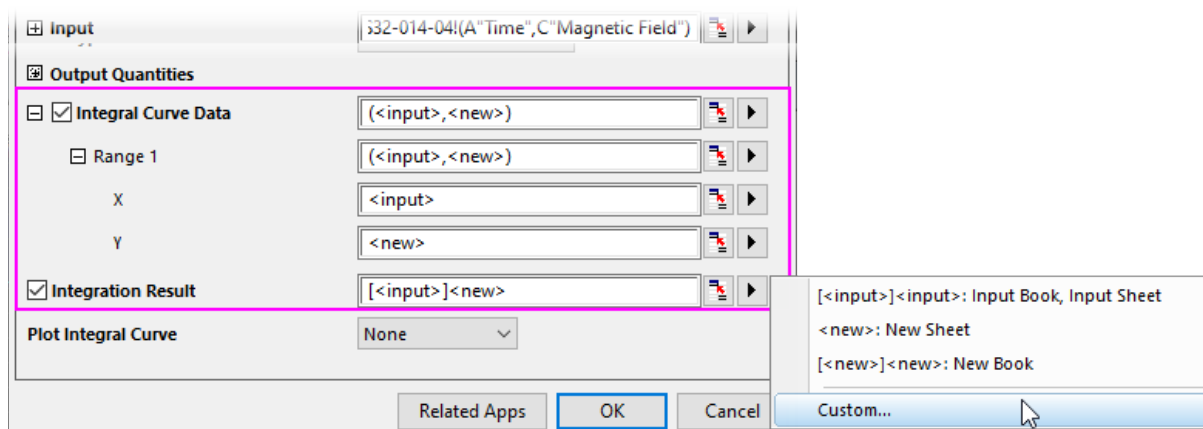 Input
532-014-04!(A"Time",C"Magnetic Field")
Output Quantities
Integral Curve Data
(<input>,<new>)
Range 1
(<input>,<new>)
X
<input>
Y
<new>
Integration Result
[<input>]<new>
[<input>]<input>: Input Book, Input Sheet
<new>: New Sheet
[<new>]<new>: New Book
Custom...
Plot Integral Curve
None
Related Apps
OK
Cancel